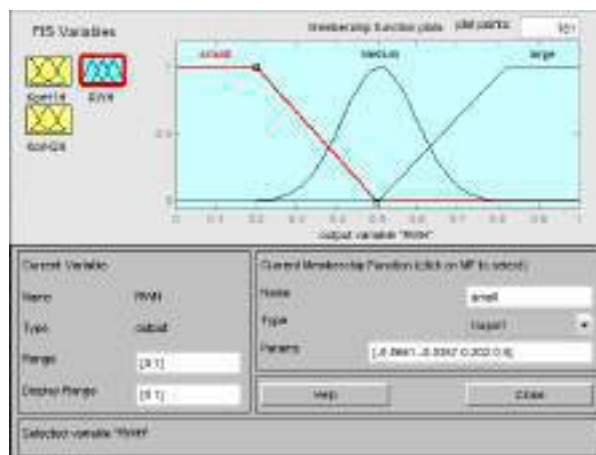 FIS Variables
Membership function plots
plot points:
181
small
medium
large
1
0.5
0
0 0.1 0.2 0.3 0.4 0.5 0.6 0.7 0.8 0.9 1
output variable "RWH"
RWH
Current Variable
Name
RWH
Type
output
Range
[0 1]
Display Range
[0 1]
Current Membership Function (click on MF to select)
Name
small
Type
Params
Help
Close
Selected variable "RWH"